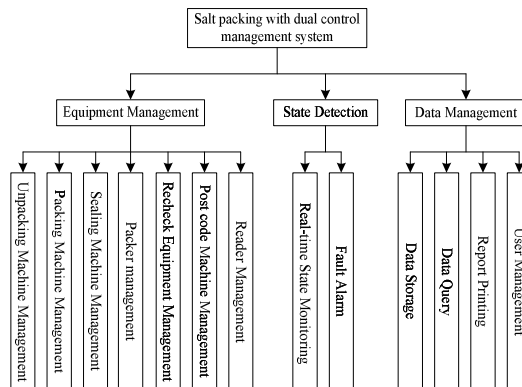 Salt packing with dual control
management system
Equipment Management
State Detection
Data Management
Unpacking Machine Management
Packing Machine Management
Sealing Machine Management
Packer management
Recheck Equipment Management
Post code Machine Management
Reader Management
Real-time State Monitoring
Fault Alarm
Data Storage
Data Query
Report Printing
User Management